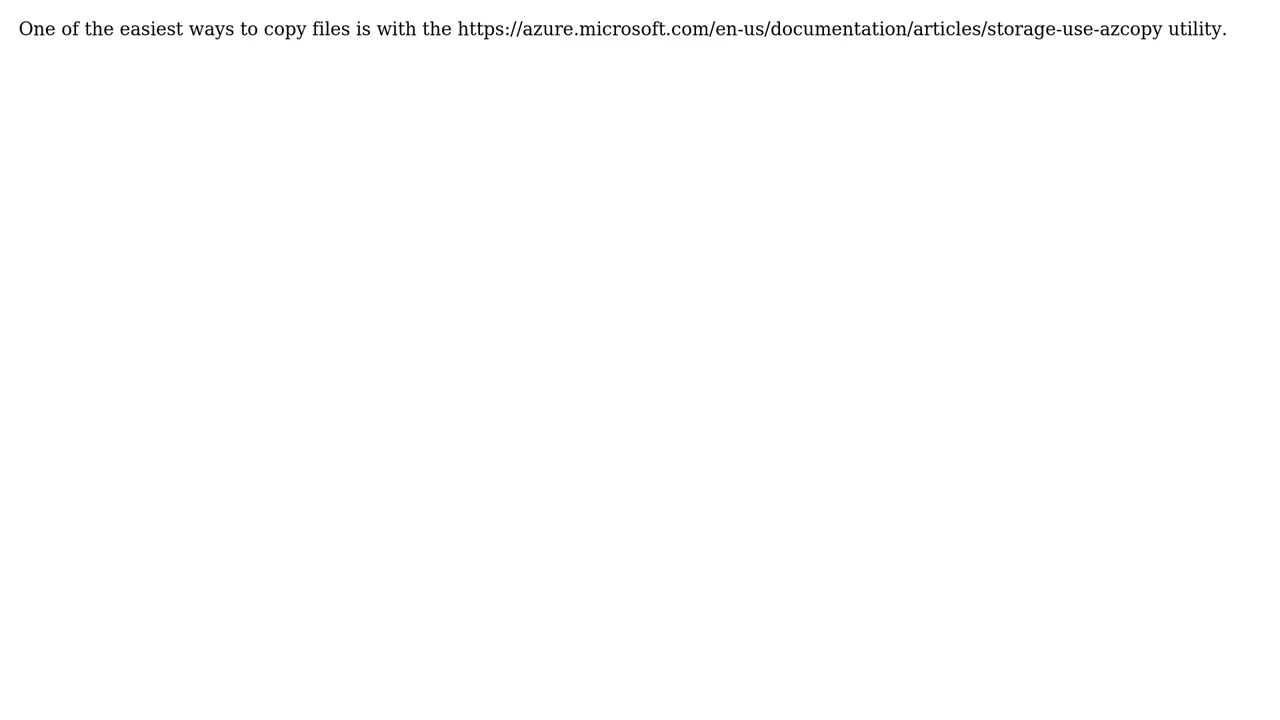 One of the easiest ways to copy files is with the https://azure.microsoft.com/en-us/documentation/articles/storage-use-azcopy utility.